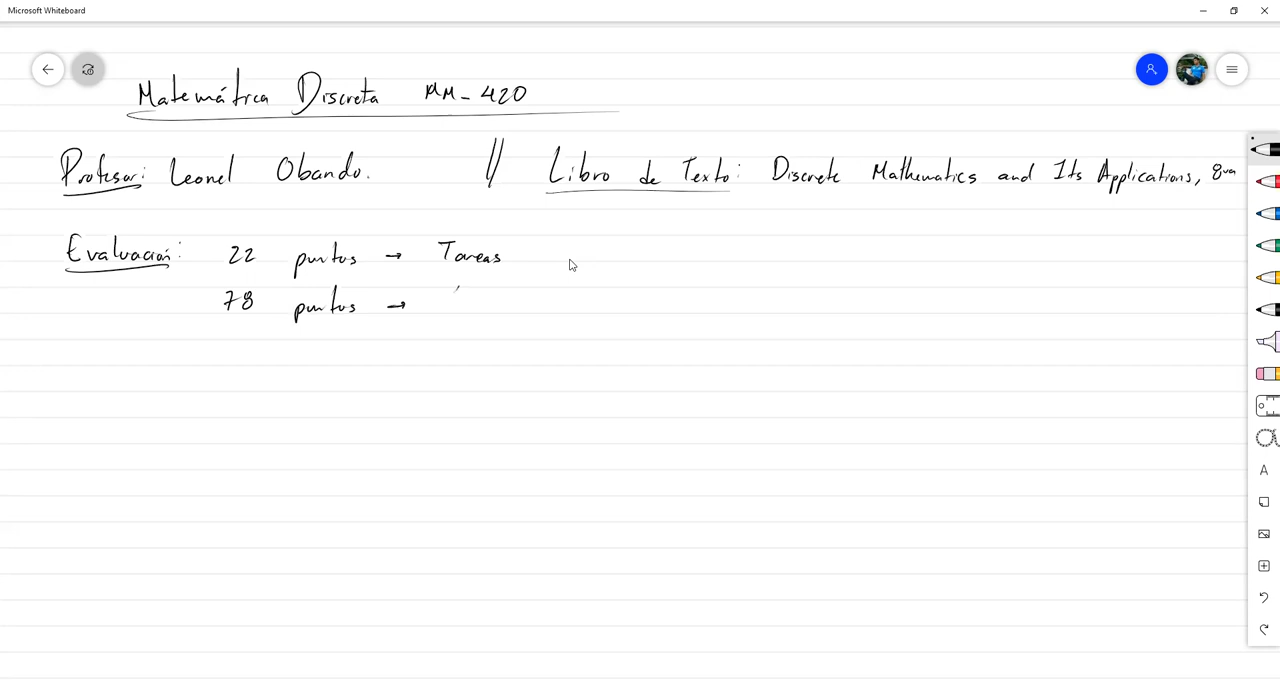 Microsoft Whiteboard
Matemática Discreta MM-420
Profesor: Leonel Obando. // Libro de Texto: Discrete Mathematics and Its Applications, 8va
Evaluación: 22 puntos → Tareas
78 puntos →